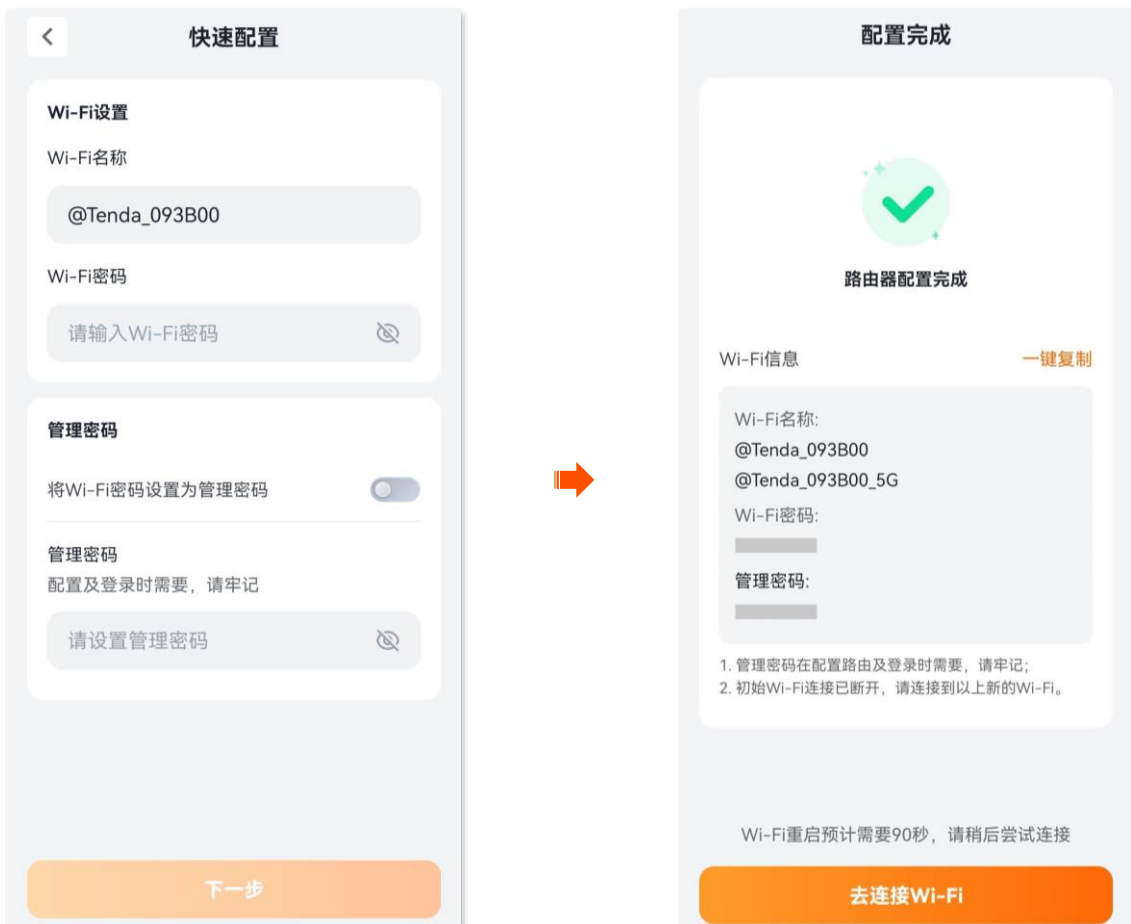 快速配置
Wi-Fi设置
Wi-Fi名称
@Tenda_093B00
Wi-Fi密码
请输入Wi-Fi密码
管理密码
将Wi-Fi密码设置为管理密码
管理密码
配置及登录时需要，请牢记
请设置管理密码
下一步
配置完成
路由器配置完成
Wi-Fi信息
一键复制
Wi-Fi名称:
@Tenda_093B00
@Tenda_093B00_5G
Wi-Fi密码:
管理密码:
1. 管理密码在配置路由及登录时需要，请牢记;
2. 初始Wi-Fi连接已断开，请连接到以上新的Wi-Fi。
Wi-Fi重启预计需要90秒，请稍后尝试连接
去连接Wi-Fi